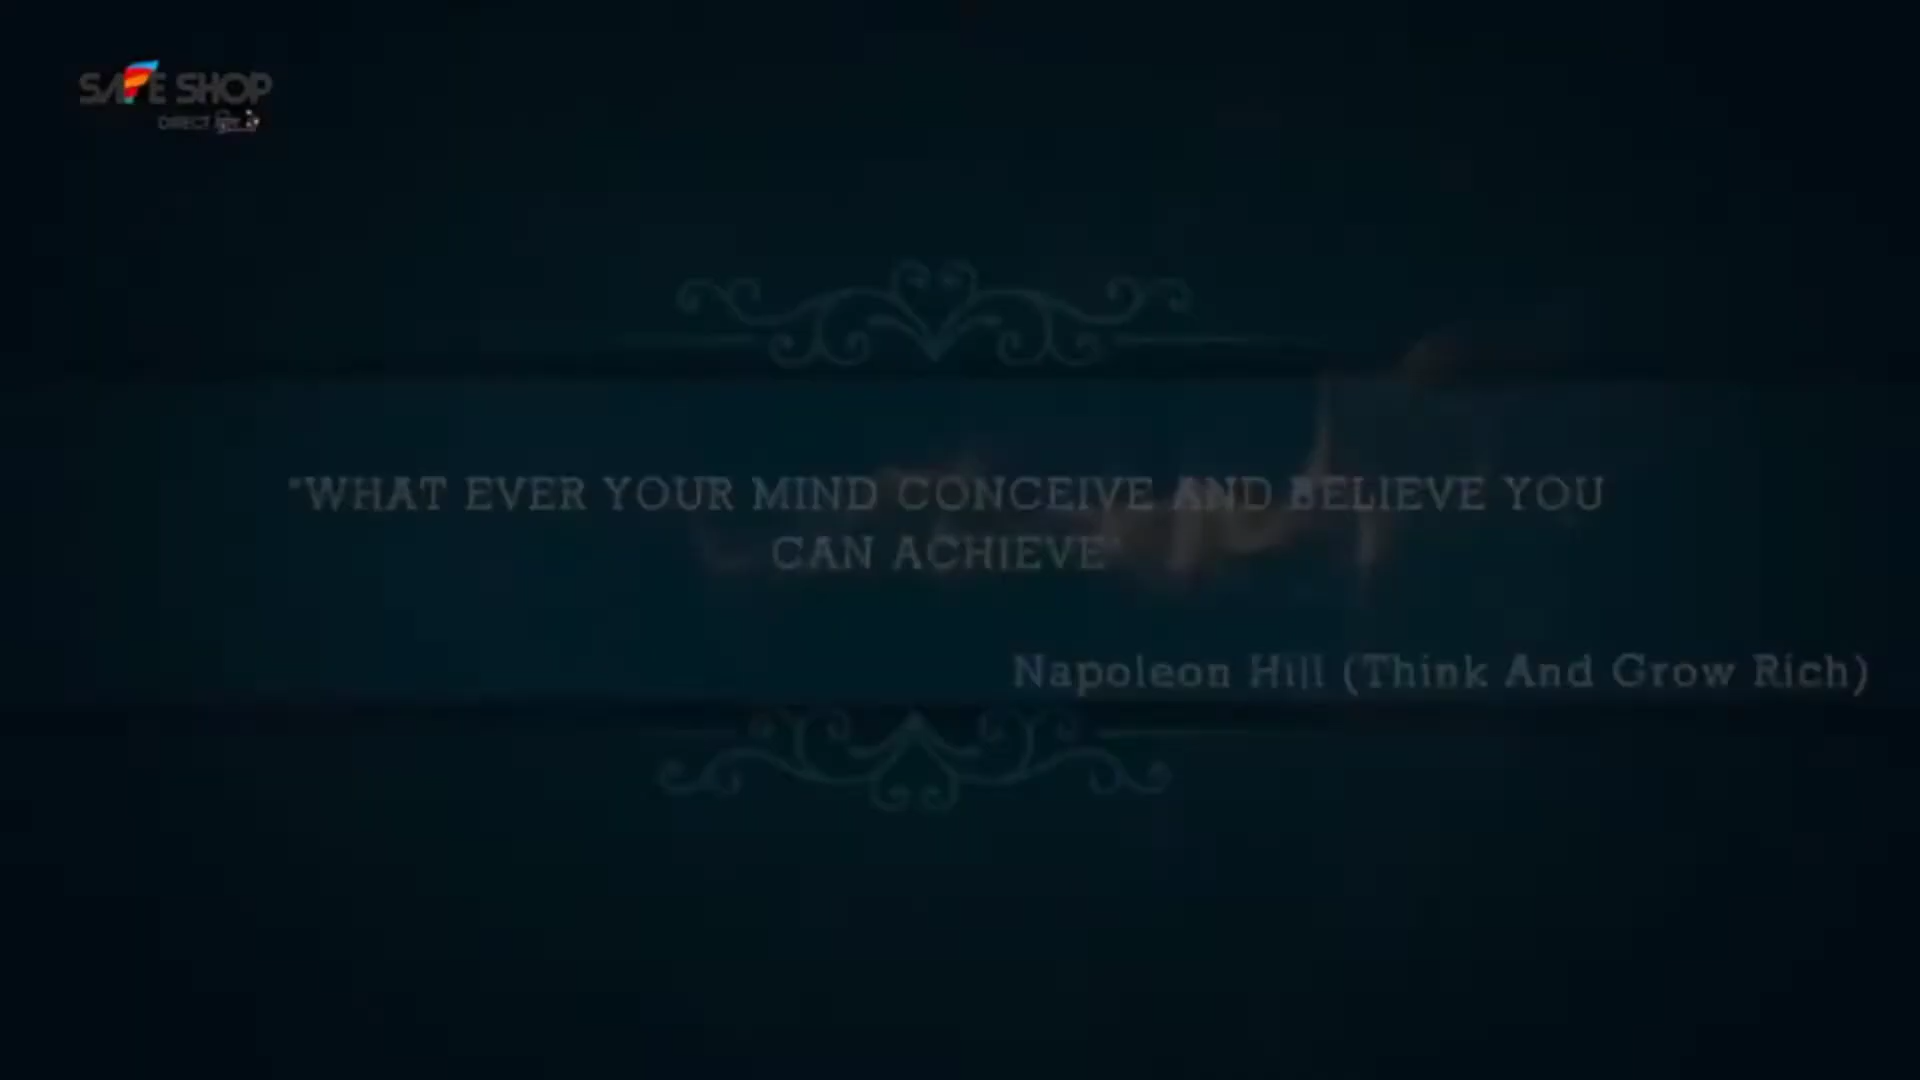 SAFE SHOP
DIRECT
"WHAT EVER YOUR MIND CONCEIVE AND BELIEVE YOU
CAN ACHIEVE"
Napoleon Hill (Think And Grow Rich)